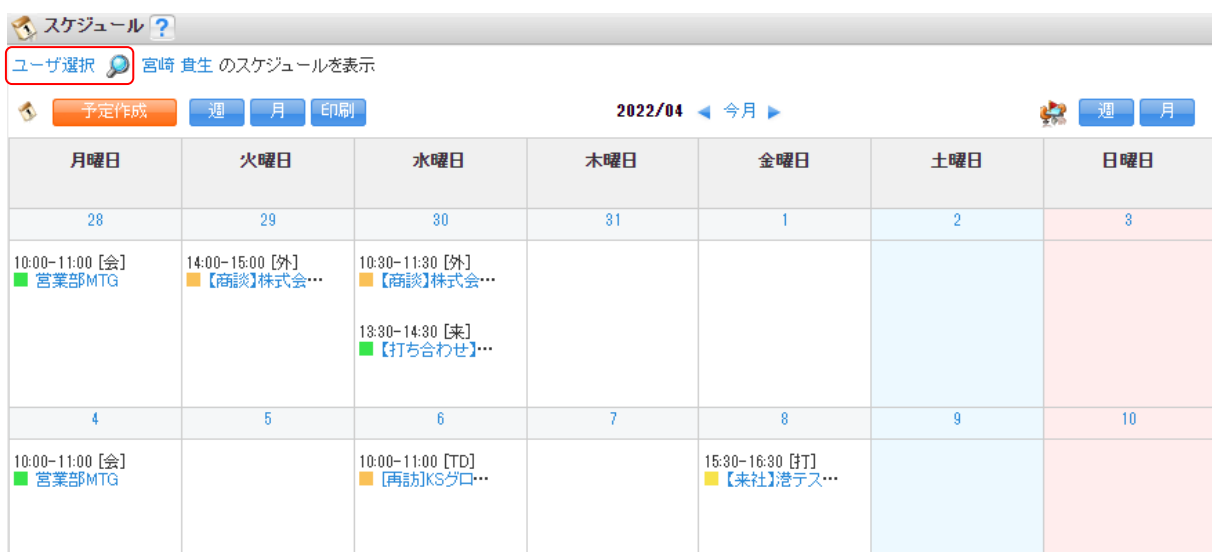 スケジュール ?
ユーザ選択 宮崎 貴生 のスケジュールを表示
予定作成 週 月 印刷 2022/04 今月 週 月
月曜日 火曜日 水曜日 木曜日 金曜日 土曜日 日曜日
28 29 30 31 1 2 3
10:00-11:00 [会] 14:00-15:00 [外] 10:30-11:30 [外]
営業部MTG 【商談】株式会… 【商談】株式会…
13:30-14:30 [来]
【打ち合わせ】…
4 5 6 7 8 9 10
10:00-11:00 [会] 10:00-11:00 [TD] 15:30-16:30 [打]
営業部MTG [再訪]KSグロ… 【来社】港テス…